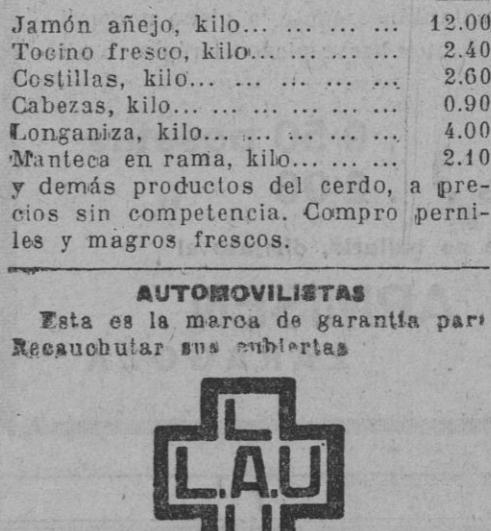 Jamón añejo, kilo... ... ... ... 12.00
Tocino fresco, kilo... ... ... ... 2.40
Costillas, kilo... ... ... ... ... 2.60
Cabezas, kilo... ... ... ... ... 0.90
Longaniza, kilo... ... ... ... ... 4.00
Manteca en rama, kilo... ... ... 2.10
y demás productos del cerdo, a pre-
cios sin competencia. Compro perni-
les y magros frescos.
AUTOMOVILISTAS
Esta es la marca de garantía par
Recauchutar sus cubiertas
L
L.A.U
U